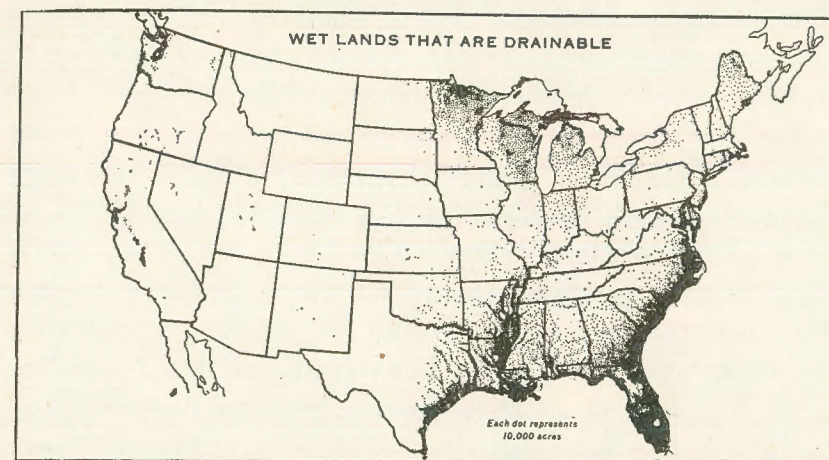 WET LANDS THAT ARE DRAINABLE
Each dot represents
10,000 acres